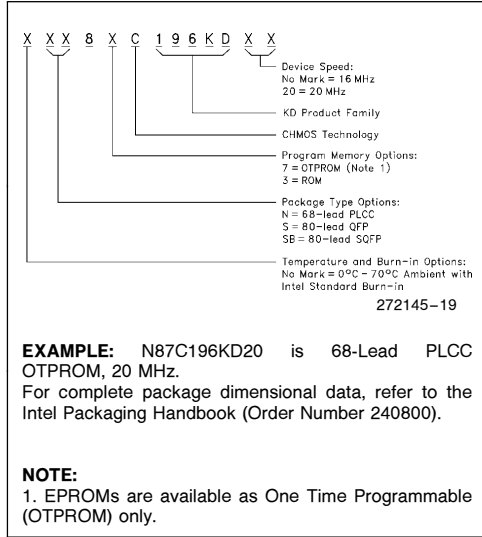 X X X 8 X C 1 9 6 K D X X
Device Speed:
No Mark = 16 MHz
20 = 20 MHz
KD Product Family
CHMOS Technology
Program Memory Options:
7 = OTPROM (Note 1)
3 = ROM
Package Type Options:
N = 68-lead PLCC
S = 80-lead QFP
SB = 80-lead SQFP
Temperature and Burn-in Options:
No Mark = 0°C - 70°C Ambient with
Intel Standard Burn-in
272145-19
EXAMPLE: N87C196KD20 is 68-Lead PLCC
OTPROM, 20 MHz.
For complete package dimensional data, refer to the
Intel Packaging Handbook (Order Number 240800).
NOTE:
1. EPROMs are available as One Time Programmable
(OTPROM) only.